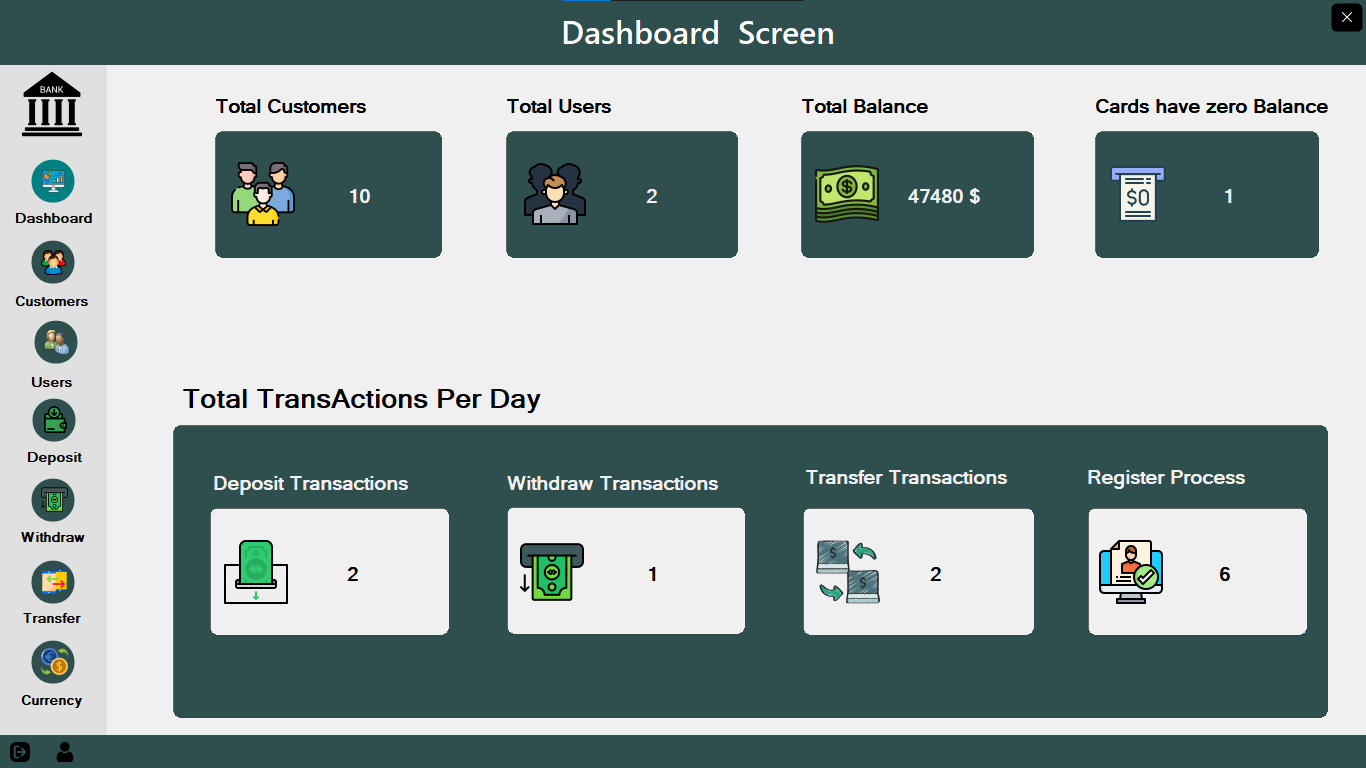 Dashboard Screen
BANK
Dashboard
Customers
Users
Deposit
Withdraw
Transfer
Currency
Total Customers
10
Total Users
2
Total Balance
47480 $
Cards have zero Balance
$0
1
Total TransActions Per Day
Deposit Transactions
2
Withdraw Transactions
1
Transfer Transactions
$
$
2
Register Process
6